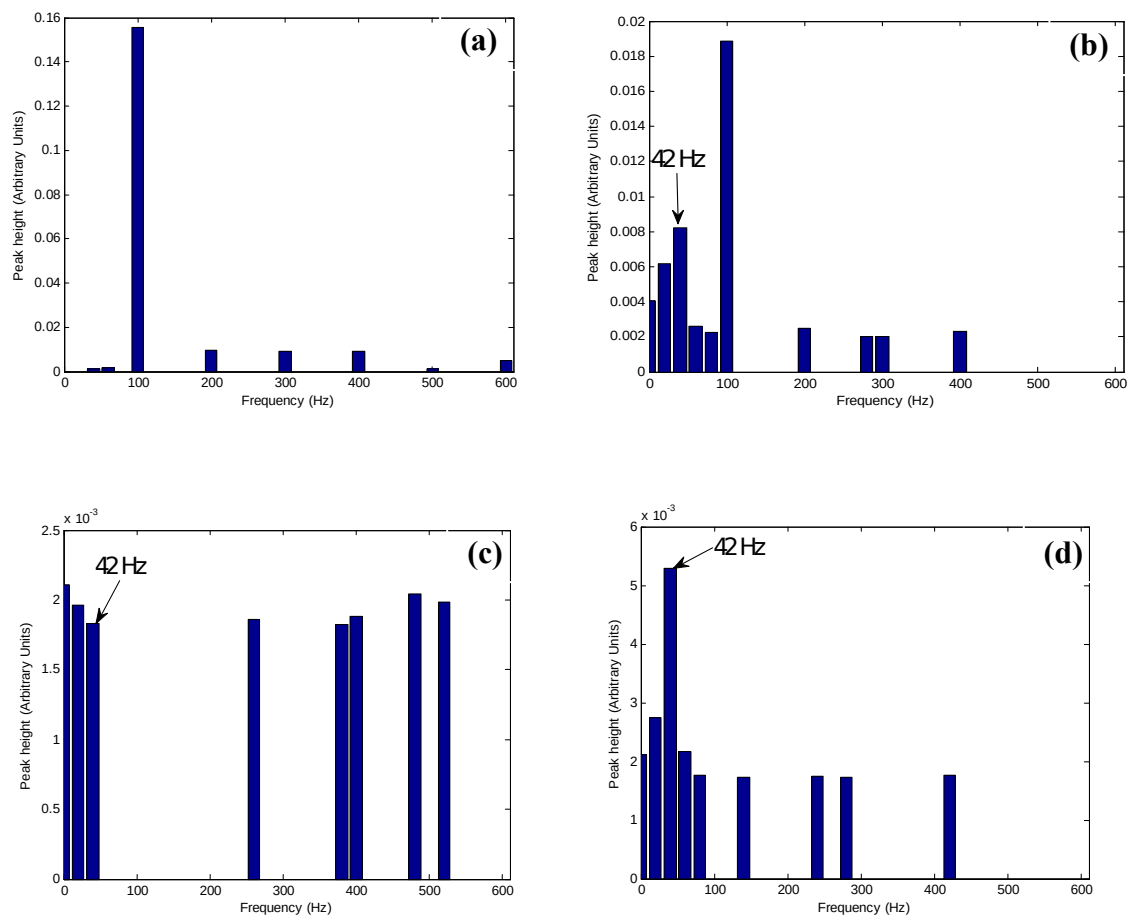 0.16
(a)
0.14
0.12
0.1
0.08
0.06
0.04
0.02
0
Peak height (Arbitrary Units)
0 100 200 300 400 500 600
Frequency (Hz)
0.02
(b)
0.018
0.016
0.014
0.012
42 Hz
0.01
0.008
0.006
0.004
0.002
0
Peak height (Arbitrary Units)
0 100 200 300 400 500 600
Frequency (Hz)
x 10⁻³
2.5
(c)
42 Hz
2
1.5
1
0.5
0
Peak height (Arbitrary Units)
0 100 200 300 400 500 600
Frequency (Hz)
x 10⁻³
6
(d)
42 Hz
5
4
3
2
1
0
Peak height (Arbitrary Units)
0 100 200 300 400 500 600
Frequency (Hz)